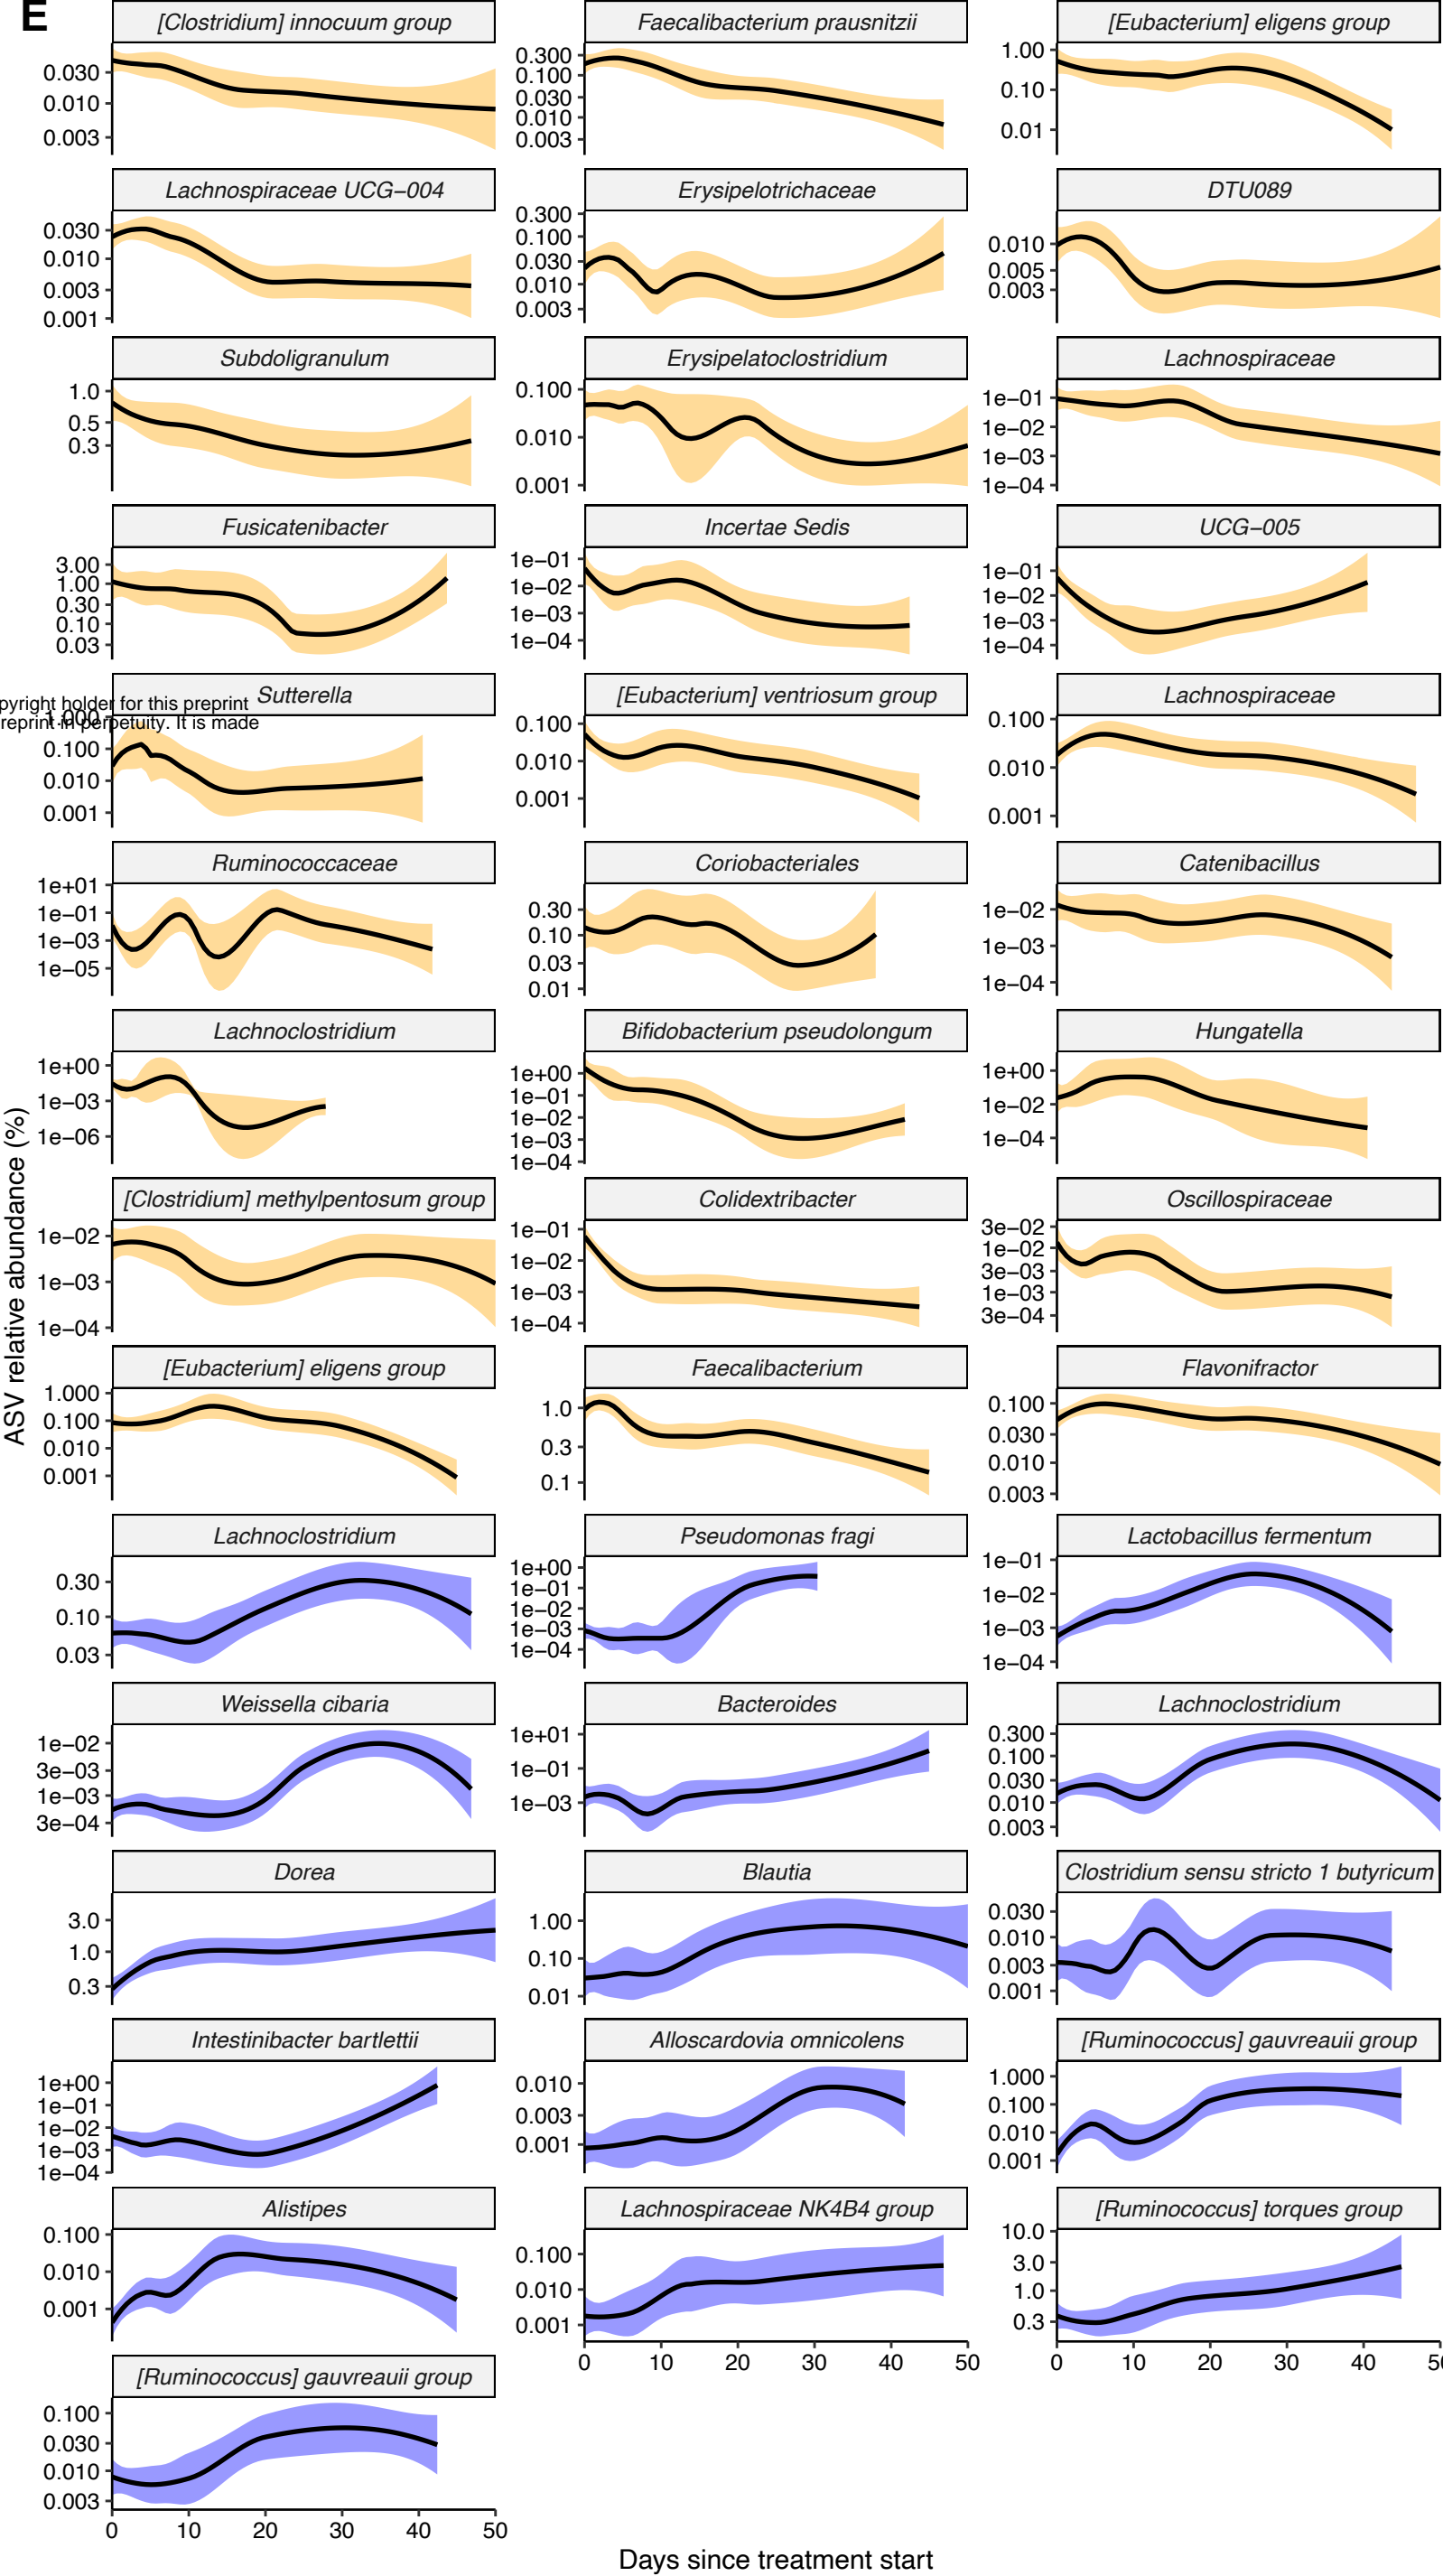 E
[Clostridium] innocuum group
Faecalibacterium prausnitzii
[Eubacterium] eligens group
0.030
0.010
0.003
0.300
0.100
0.030
0.010
0.003
1.00
0.10
0.01
Lachnospiraceae UCG−004
Erysipelotrichaceae
DTU089
0.030
0.010
0.003
0.001
0.300
0.100
0.030
0.010
0.003
0.010
0.005
0.003
Subdoligranulum
Erysipelatoclostridium
Lachnospiraceae
1.0
0.5
0.3
0.100
0.010
0.001
1e−01
1e−02
1e−03
1e−04
Fusicatenibacter
Incertae Sedis
UCG−005
3.00
1.00
0.30
0.10
0.03
1e−01
1e−02
1e−03
1e−04
1e−01
1e−02
1e−03
1e−04
pyright holder for this preprint
reprint in perpetuity. It is made
Sutterella
[Eubacterium] ventriosum group
Lachnospiraceae
1.000
0.100
0.010
0.001
0.100
0.010
0.001
0.100
0.010
0.001
Ruminococcaceae
Coriobacteriales
Catenibacillus
1e+01
1e−01
1e−03
1e−05
0.30
0.10
0.03
0.01
1e−02
1e−03
1e−04
Lachnoclostridium
Bifidobacterium pseudolongum
Hungatella
1e+00
1e−03
1e−06
1e+00
1e−01
1e−02
1e−03
1e−04
1e+00
1e−02
1e−04
[Clostridium] methylpentosum group
Colidextribacter
Oscillospiraceae
1e−02
1e−03
1e−04
1e−01
1e−02
1e−03
1e−04
3e−02
1e−02
3e−03
1e−03
3e−04
ASV relative abundance (%)
[Eubacterium] eligens group
Faecalibacterium
Flavonifractor
1.000
0.100
0.010
0.001
1.0
0.3
0.1
0.100
0.030
0.010
0.003
Lachnoclostridium
Pseudomonas fragi
Lactobacillus fermentum
0.30
0.10
0.03
1e+00
1e−01
1e−02
1e−03
1e−04
1e−01
1e−02
1e−03
1e−04
Weissella cibaria
Bacteroides
Lachnoclostridium
1e−02
3e−03
1e−03
3e−04
1e+01
1e−01
1e−03
0.300
0.100
0.030
0.010
0.003
Dorea
Blautia
Clostridium sensu stricto 1 butyricum
3.0
1.0
0.3
1.00
0.10
0.01
0.030
0.010
0.003
0.001
Intestinibacter bartlettii
Alloscardovia omnicolens
[Ruminococcus] gauvreauii group
1e+00
1e−01
1e−02
1e−03
1e−04
0.010
0.003
0.001
1.000
0.100
0.010
0.001
Alistipes
Lachnospiraceae NK4B4 group
[Ruminococcus] torques group
0.100
0.010
0.001
0.100
0.010
0.001
10.0
3.0
1.0
0.3
0 10 20 30 40 50
0 10 20 30 40 50
[Ruminococcus] gauvreauii group
0.100
0.030
0.010
0.003
0 10 20 30 40 50
Days since treatment start